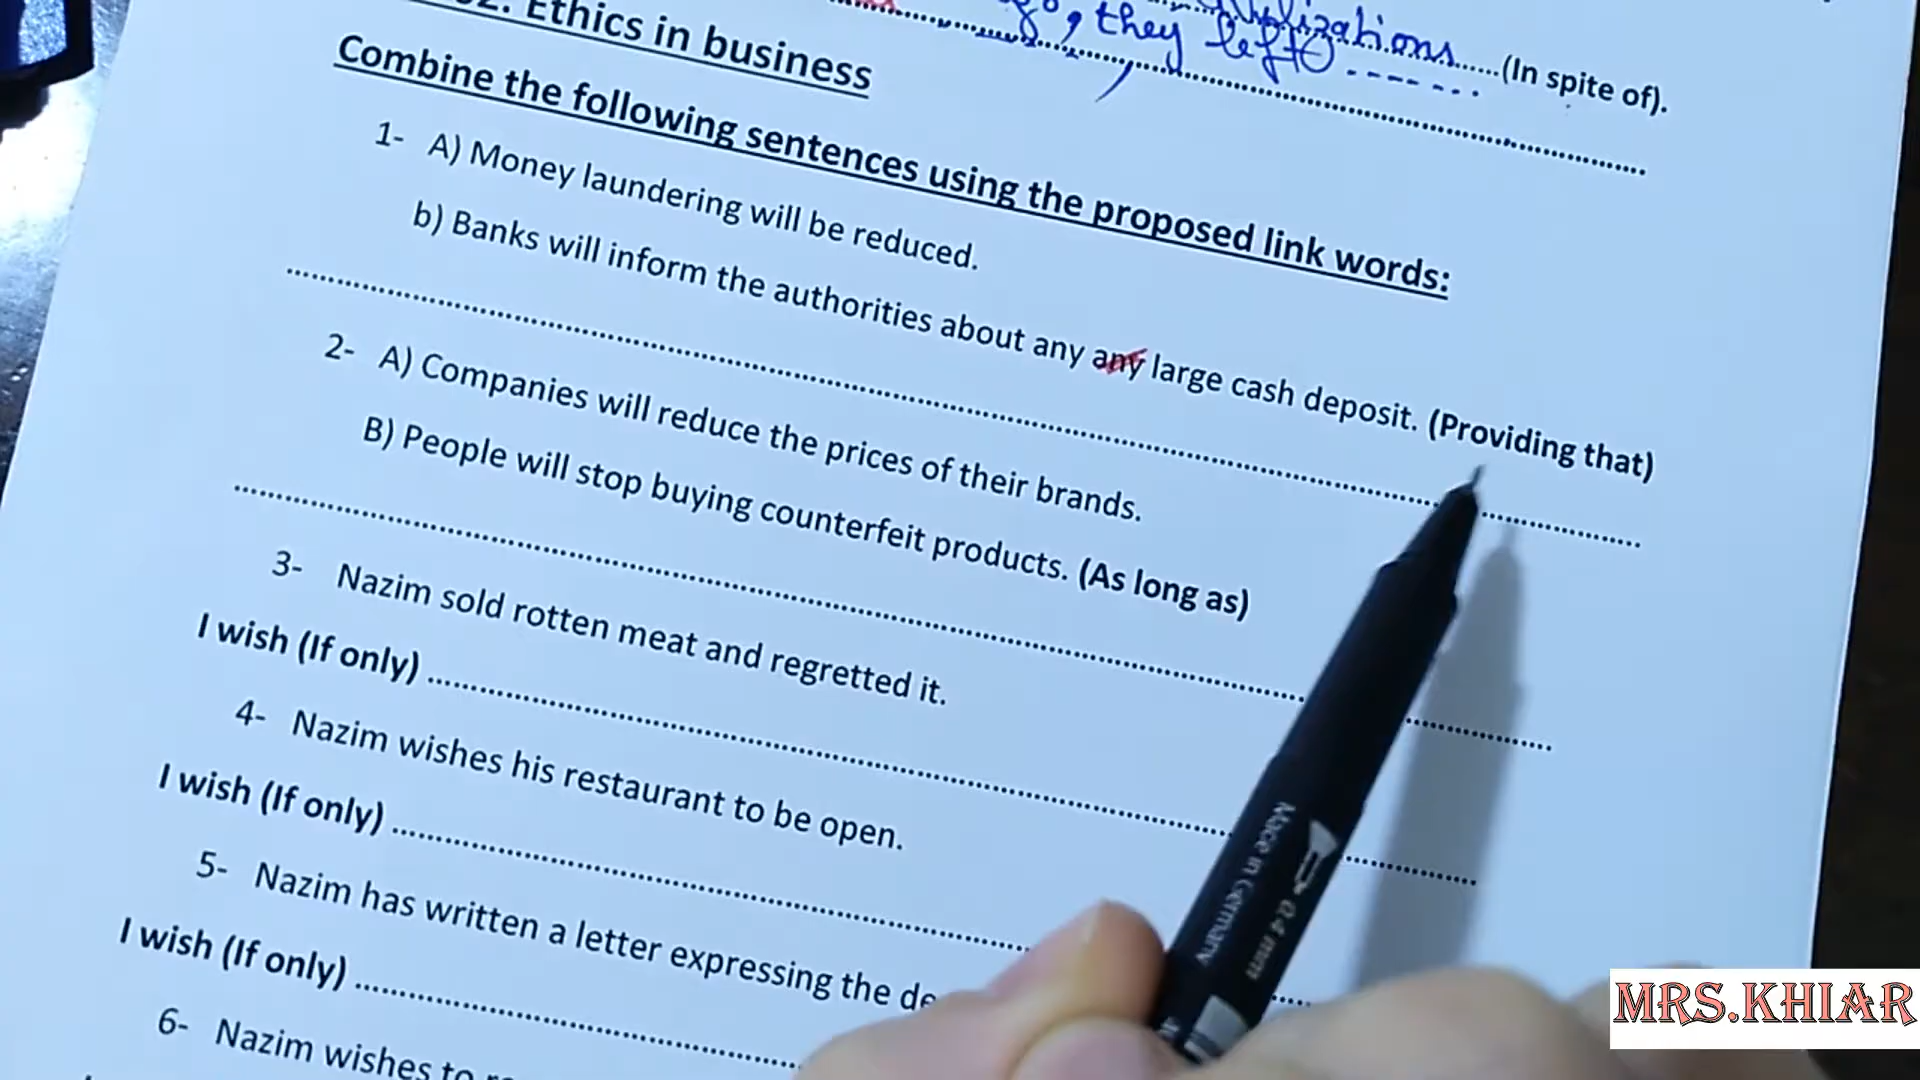 they left ......
(In spite of).
Ethics in business
Combine the following sentences using the proposed link words:
1- A) Money laundering will be reduced.
b) Banks will inform the authorities about any any large cash deposit. (Providing that)
2- A) Companies will reduce the prices of their brands.
B) People will stop buying counterfeit products. (As long as)
3- Nazim sold rotten meat and regretted it.
I wish (If only)
4- Nazim wishes his restaurant to be open.
I wish (If only)
5- Nazim has written a letter expressing the
I wish (If only)
6- Nazim wishes to
Made in Germany
0.4 mm
MRS.KHIAR